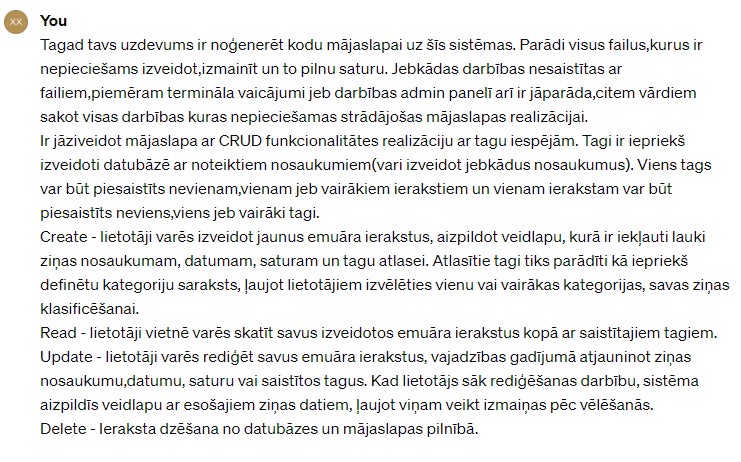 XX You
Tagad tavs uzdevums ir noģenerēt kodu mājaslapai uz šīs sistēmas. Parādi visus failus,kurus ir
nepieciešams izveidot,izmainīt un to pilnu saturu. Jebkādas darbības nesaistītas ar
failiem,piemēram termināla vaicājumi jeb darbības admin panelī arī ir jāparāda,citem vārdiem
sakot visas darbības kuras nepieciešamas strādājošas mājaslapas realizācijai.
Ir jāziveidot mājaslapa ar CRUD funkcionalitātes realizāciju ar tagu iespējām. Tagi ir iepriekš
izveidoti datubāzē ar noteiktiem nosaukumiem(vari izveidot jebkādus nosaukumus). Viens tags
var būt piesaistīts nevienam,vienam jeb vairākiem ierakstiem un vienam ierakstam var būt
piesaistīts neviens,viens jeb vairāki tagi.
Create - lietotāji varēs izveidot jaunus emuāra ierakstus, aizpildot veidlapu, kurā ir iekļauti lauki
ziņas nosaukumam, datumam, saturam un tagu atlasei. Atlasītie tagi tiks parādīti kā iepriekš
definētu kategoriju saraksts, ļaujot lietotājiem izvēlēties vienu vai vairākas kategorijas, savas ziņas
klasificēšanai.
Read - lietotāji vietnē varēs skatīt savus izveidotos emuāra ierakstus kopā ar saistītajiem tagiem.
Update - lietotāji varēs rediģēt savus emuāra ierakstus, vajadzības gadījumā atjauninot ziņas
nosaukumu,datumu, saturu vai saistītos tagus. Kad lietotājs sāk rediģēšanas darbību, sistēma
aizpildīs veidlapu ar esošajiem ziņas datiem, ļaujot viņam veikt izmaiņas pēc vēlēšanās.
Delete - Ieraksta dzēšana no datubāzes un mājaslapas pilnībā.